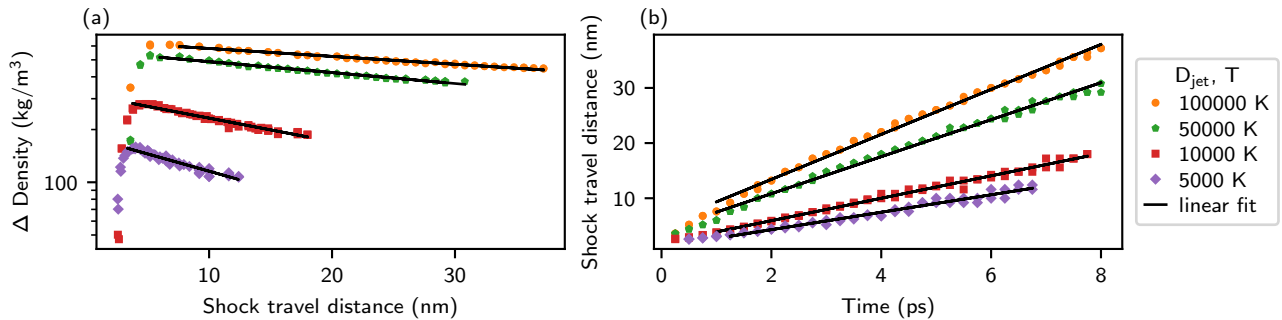 (a)
Δ Density (kg/m³)
100
10
20
30
Shock travel distance (nm)
(b)
Shock travel distance (nm)
30
20
10
0
2
4
6
8
Time (ps)
D_jet, T
100000 K
50000 K
10000 K
5000 K
linear fit